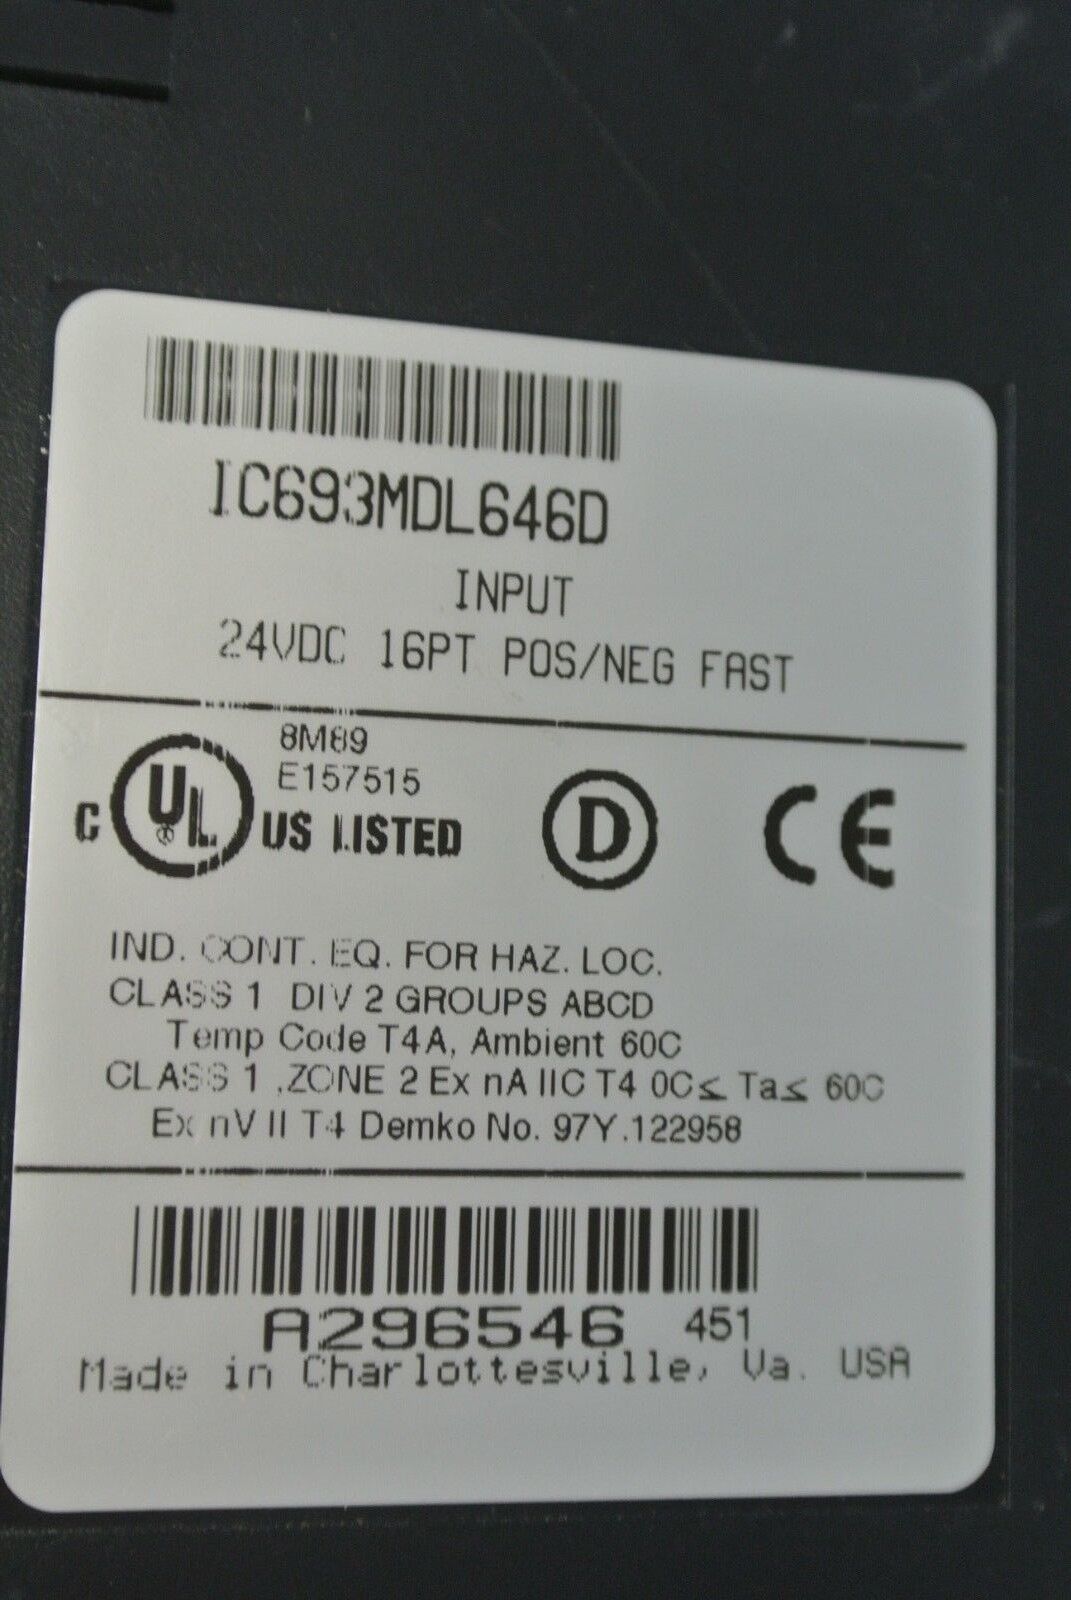 IC693MDL646D
INPUT
24VDC 16PT POS/NEG FAST
8M89
E157515
C UL US LISTED
D
CE
IND. CONT. EQ. FOR HAZ. LOC.
CLASS 1 DIV 2 GROUPS ABCD
Temp Code T4A, Ambient 60C
CLASS 1 ,ZONE 2 Ex nA IIC T4 0C≤ Ta≤ 60C
Ex nV II T4 Demko No. 97Y.122958
A296546 451
Made in Charlottesville, Va. USA